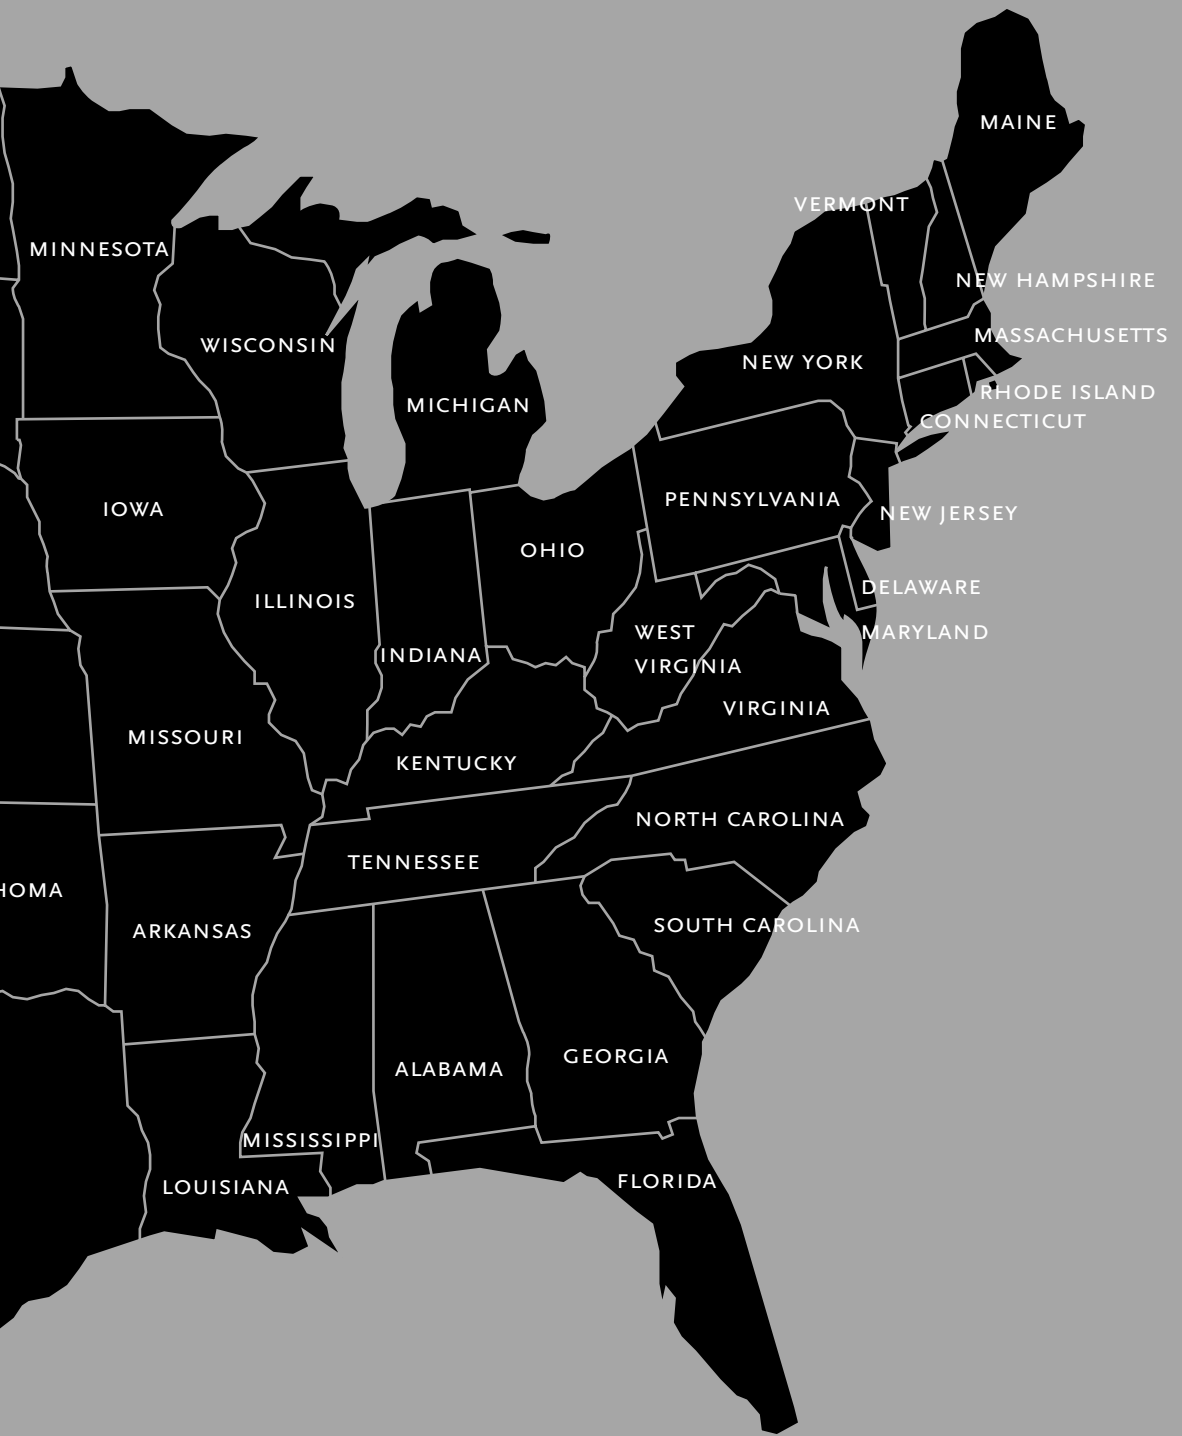 MAINE
VERMONT
MINNESOTA
NEW HAMPSHIRE
MASSACHUSETTS
WISCONSIN
NEW YORK
RHODE ISLAND
MICHIGAN
CONNECTICUT
PENNSYLVANIA
IOWA
NEW JERSEY
OHIO
DELAWARE
ILLINOIS
WEST
VIRGINIA
MARYLAND
INDIANA
VIRGINIA
MISSOURI
KENTUCKY
NORTH CAROLINA
TENNESSEE
HOMA
SOUTH CAROLINA
ARKANSAS
GEORGIA
ALABAMA
MISSISSIPPI
FLORIDA
LOUISIANA